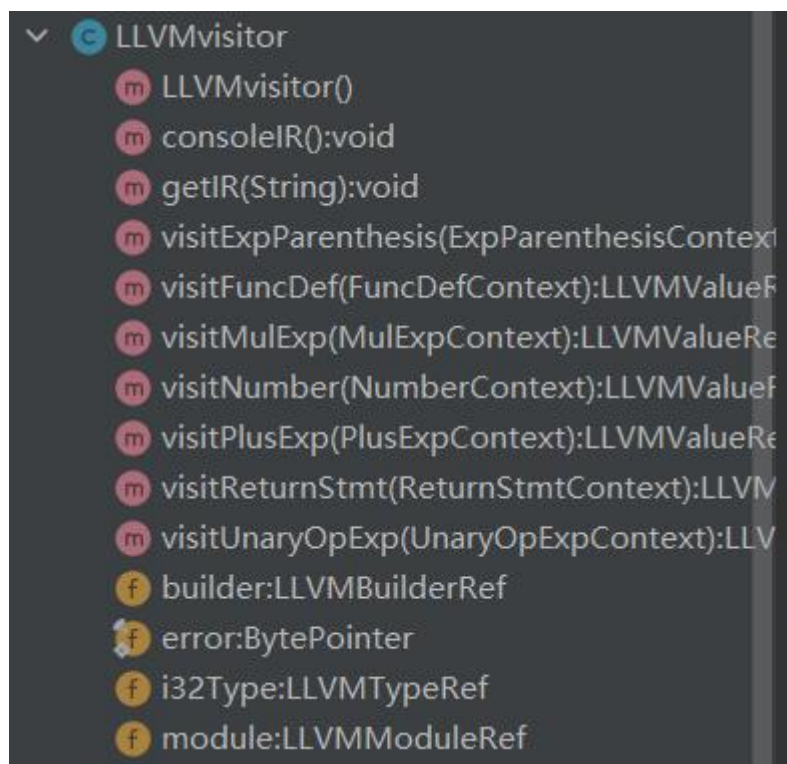 LLVMvisitor
LLVMvisitor()
consoleIR():void
getIR(String):void
visitExpParenthesis(ExpParenthesisContext
visitFuncDef(FuncDefContext):LLVMValueR
visitMulExp(MulExpContext):LLVMValueRe
visitNumber(NumberContext):LLVMValueR
visitPlusExp(PlusExpContext):LLVMValueRe
visitReturnStmt(ReturnStmtContext):LLVM
visitUnaryOpExp(UnaryOpExpContext):LLV
builder:LLVMBuilderRef
error:BytePointer
i32Type:LLVMTypeRef
module:LLVMModuleRef